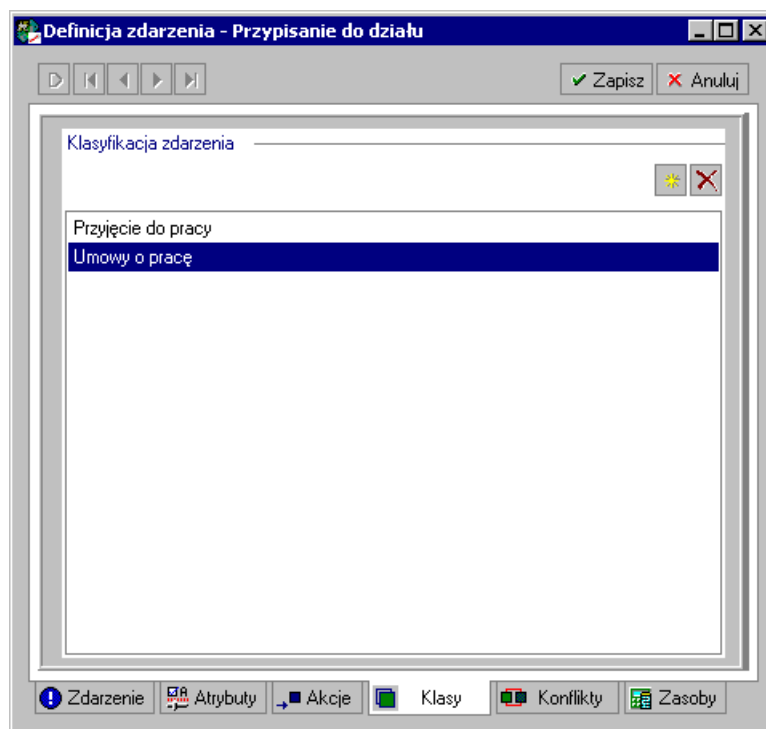 Definicja zdarzenia - Przypisanie do działu
Zapisz Anuluj
Klasyfikacja zdarzenia
Przyjęcie do pracy
Umowy o pracę
Zdarzenie Atrybuty Akcje Klasy Konflikty Zasoby